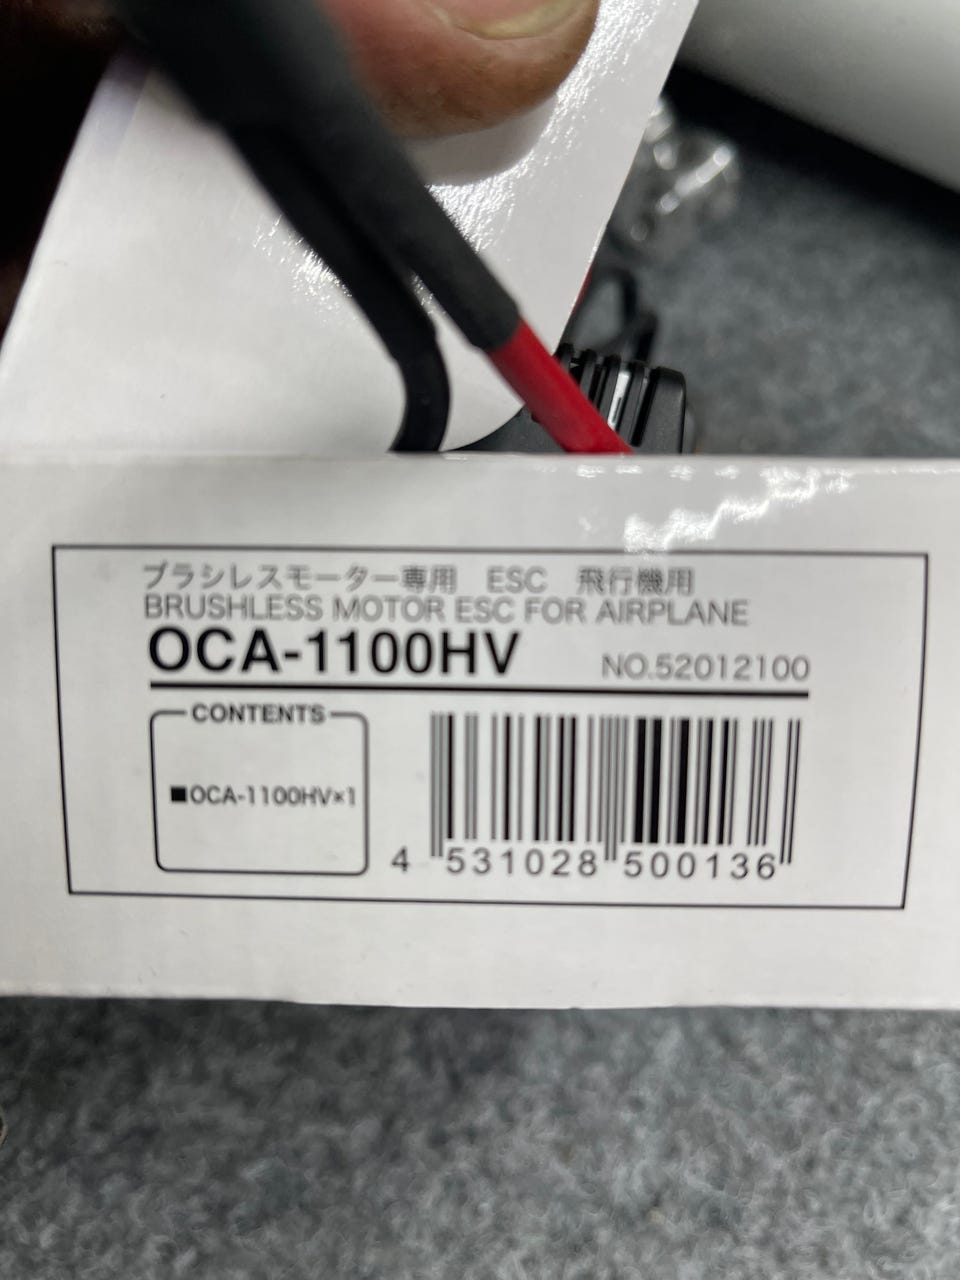 ブラシレスモーター専用 ESC 飛行機用
BRUSHLESS MOTOR ESC FOR AIRPLANE
OCA-1100HV NO.52012100
CONTENTS
■OCA-1100HV×1
4 531028 500136